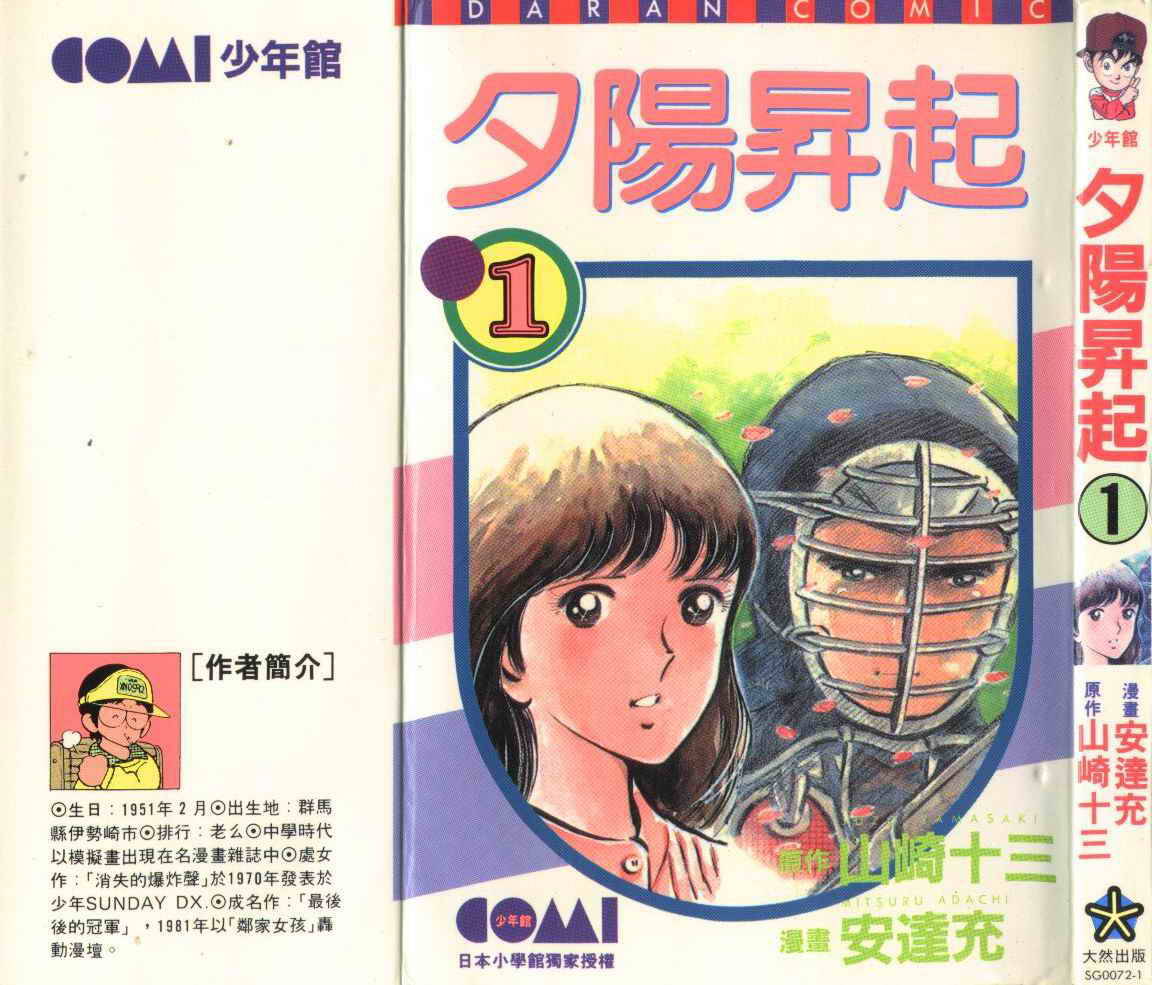 COMI 少年館
[作者簡介]
⊙生日：1951年2月⊙出生地：群馬
縣伊勢崎市⊙排行：老么⊙中學時代
以模擬畫出現在名漫畫雜誌中⊙處女
作：「消失的爆炸聲」於1970年發表於
少年SUNDAY DX.⊙成名作：「最後
後的冠軍」，1981年以「鄰家女孩」轟
動漫壇。
DARAN COMIC
夕陽昇起
1
AMASAKI
原作 山崎十三
MITSURU ADACHI
漫畫 安達充
COMI 少年館
日本小學館獨家授權
少年館
夕陽昇起
1
漫畫 安達充
原作 山崎十三
大然出版
SG0072-1